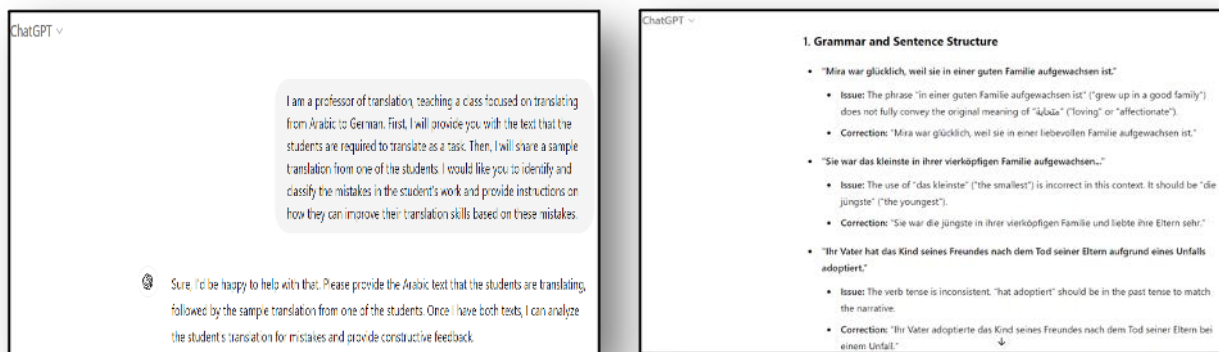 ChatGPT
I am a professor of translation, teaching a class focused on translating
from Arabic to German. First, I will provide you with the text that the
students are required to translate as a task. Then, I will share a sample
translation from one of the students. I would like you to identify and
classify the mistakes in the student's work and provide instructions on
how they can improve their translation skills based on these mistakes.
Sure, I'd be happy to help with that. Please provide the Arabic text that the students are translating,
followed by the sample translation from one of the students. Once I have both texts, I can analyze
the student's translation for mistakes and provide constructive feedback.
ChatGPT
1. Grammar and Sentence Structure
• "Mira war glücklich, weil sie in einer guten Familie aufgewachsen ist."
• Issue: The phrase "in einer guten Familie aufgewachsen ist" ("grew up in a good family")
does not fully convey the original meaning of "متحابة" ("loving" or "affectionate").
• Correction: "Mira war glücklich, weil sie in einer liebevollen Familie aufgewachsen ist."
• "Sie war das kleinste in ihrer vierköpfigen Familie aufgewachsen..."
• Issue: The use of "das kleinste" ("the smallest") is incorrect in this context. It should be "die
jüngste" ("the youngest").
• Correction: "Sie war die jüngste in ihrer vierköpfigen Familie und liebte ihre Eltern sehr."
• "Ihr Vater hat das Kind seines Freundes nach dem Tod seiner Eltern aufgrund eines Unfalls
adoptiert."
• Issue: The verb tense is inconsistent. "hat adoptiert" should be in the past tense to match
the narrative.
• Correction: "Ihr Vater adoptierte das Kind seines Freundes nach dem Tod seiner Eltern bei
einem Unfall."